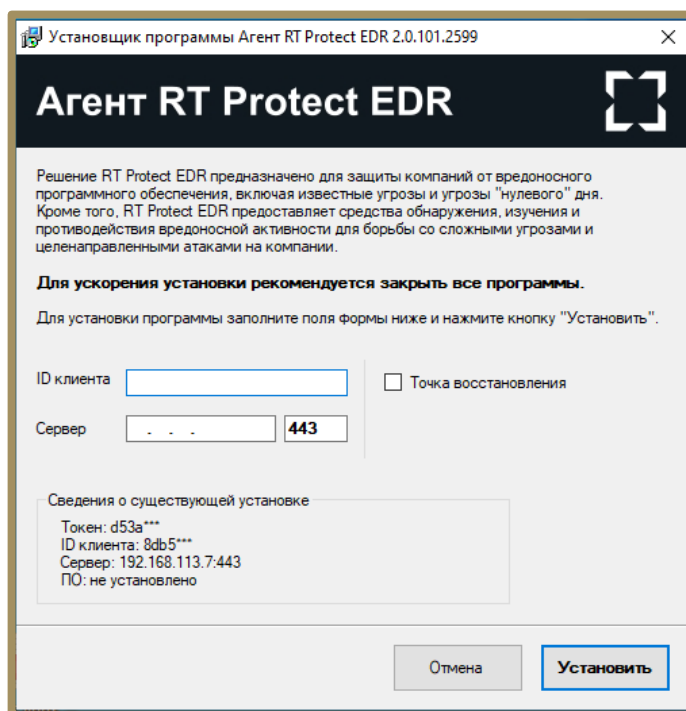 Установщик программы Агент RT Protect EDR 2.0.101.2599
Агент RT Protect EDR
Решение RT Protect EDR предназначено для защиты компаний от вредоносного
программного обеспечения, включая известные угрозы и угрозы "нулевого" дня.
Кроме того, RT Protect EDR предоставляет средства обнаружения, изучения и
противодействия вредоносной активности для борьбы со сложными угрозами и
целенаправленными атаками на компании.
Для ускорения установки рекомендуется закрыть все программы.
Для установки программы заполните поля формы ниже и нажмите кнопку "Установить".
ID клиента
Точка восстановления
Сервер . . . 443
Сведения о существующей установке
Токен: d53a***
ID клиента: 8db5***
Сервер: 192.168.113.7:443
ПО: не установлено
Отмена
Установить